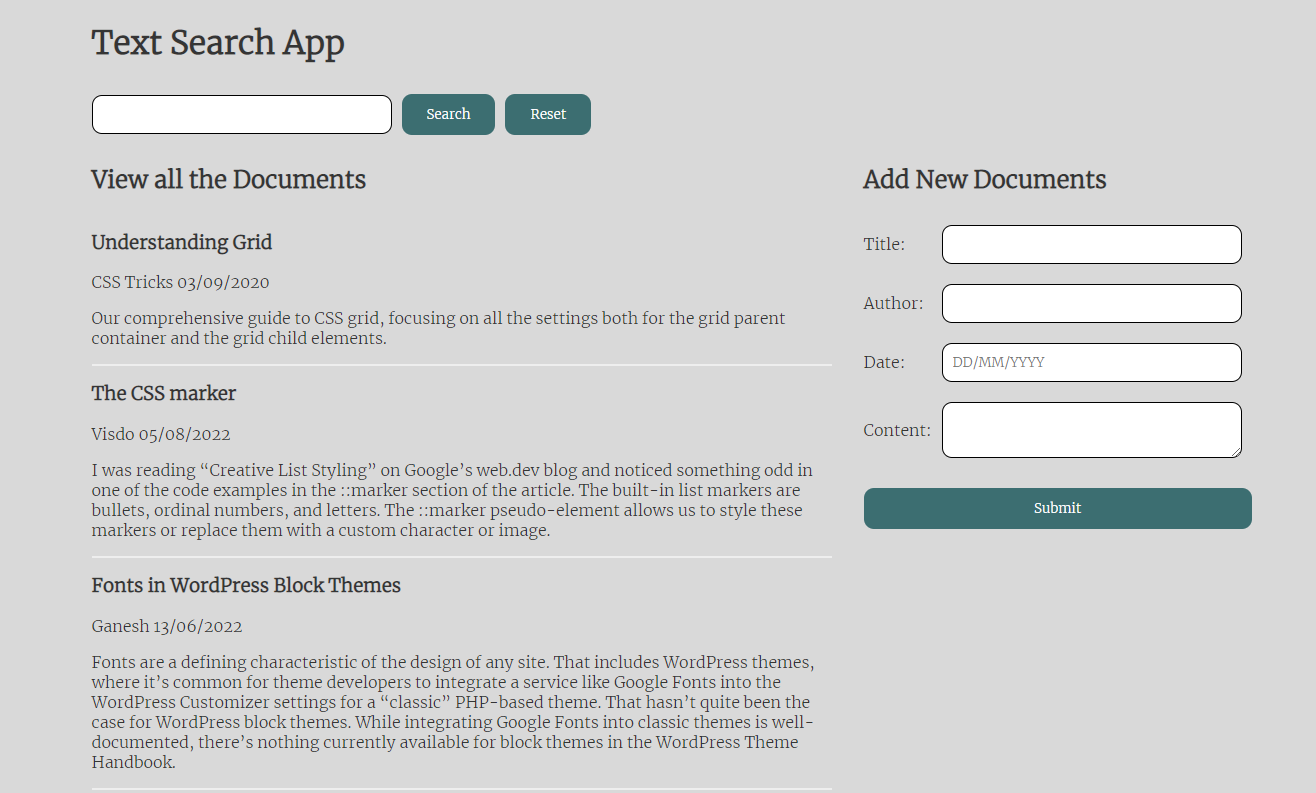 Text Search App
Search Reset
View all the Documents
Understanding Grid
CSS Tricks 03/09/2020
Our comprehensive guide to CSS grid, focusing on all the settings both for the grid parent
container and the grid child elements.
The CSS marker
Visdo 05/08/2022
I was reading “Creative List Styling” on Google’s web.dev blog and noticed something odd in
one of the code examples in the ::marker section of the article. The built-in list markers are
bullets, ordinal numbers, and letters. The ::marker pseudo-element allows us to style these
markers or replace them with a custom character or image.
Fonts in WordPress Block Themes
Ganesh 13/06/2022
Fonts are a defining characteristic of the design of any site. That includes WordPress themes,
where it’s common for theme developers to integrate a service like Google Fonts into the
WordPress Customizer settings for a “classic” PHP-based theme. That hasn’t quite been the
case for WordPress block themes. While integrating Google Fonts into classic themes is well-
documented, there’s nothing currently available for block themes in the WordPress Theme
Handbook.
Add New Documents
Title:
Author:
Date: DD/MM/YYYY
Content:
Submit